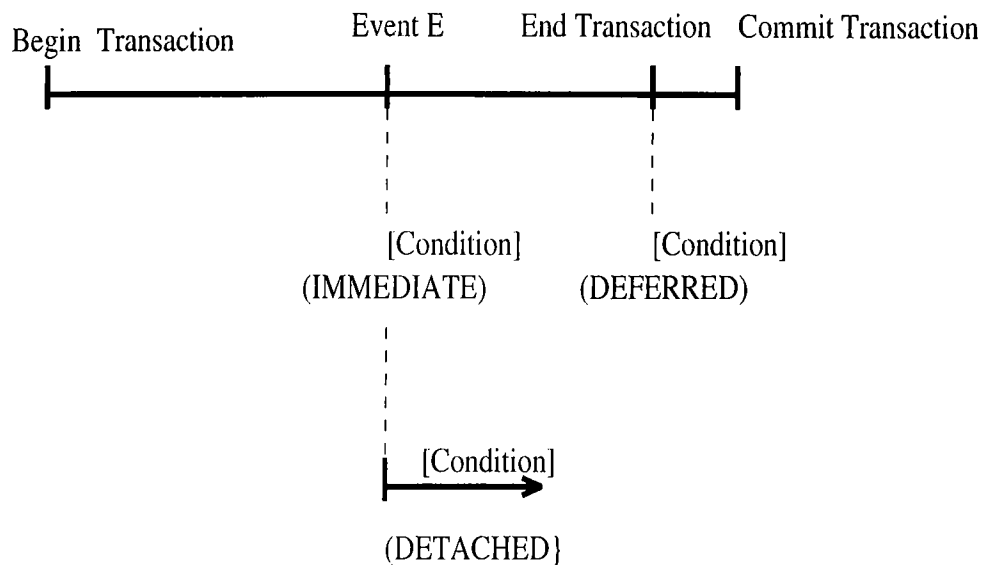 Begin Transaction Event E End Transaction Commit Transaction
[Condition] [Condition]
(IMMEDIATE) (DEFERRED)
[Condition]
(DETACHED}